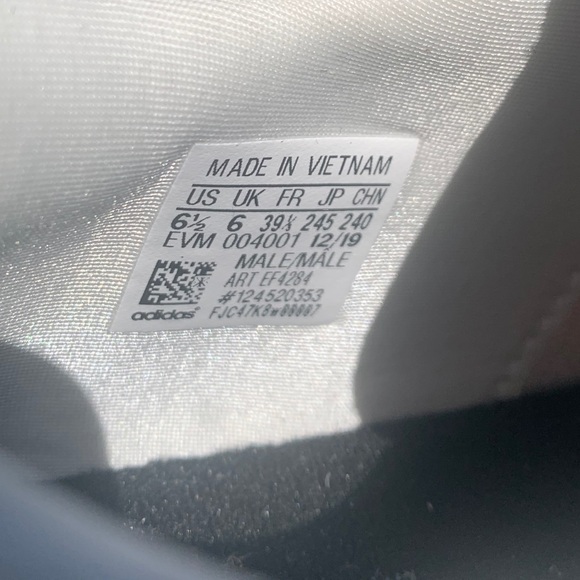 MADE IN VIETNAM
US UK FR JP CHN
6½ 6 39⅓ 245 240
EVM 004001 12/19
MALE/MALE
ART EF4284
#124520353
adidas